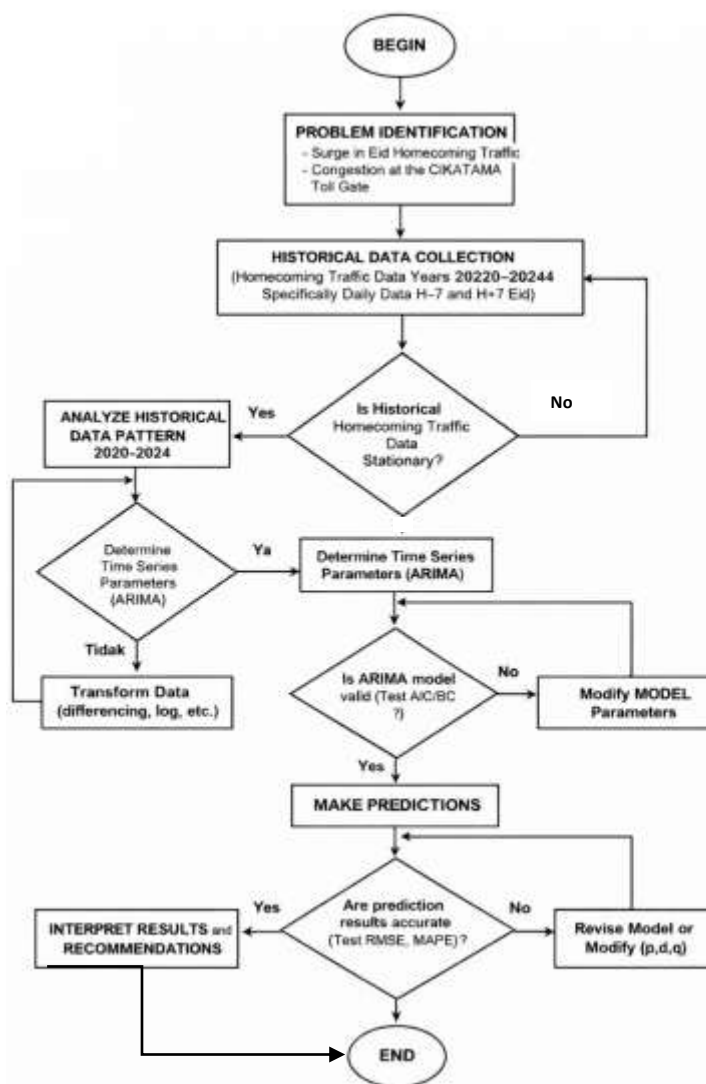 BEGIN
PROBLEM IDENTIFICATION
- Surge in Eid Homecoming Traffic
- Congestion at the CIKATAMA
Toll Gate
HISTORICAL DATA COLLECTION
(Homecoming Traffic Data Years 20220–20244
Specifically Daily Data H–7 and H+7 Eid)
Is Historical
Homecoming Traffic
Data
Stationary?
No
Yes
ANALYZE HISTORICAL
DATA PATTERN
2020–2024
Determine
Time Series
Parameters
(ARIMA)
Ya
Determine Time Series
Parameters (ARIMA)
Tidak
Transform Data
(differencing, log, etc.)
Is ARIMA model
valid (Test AIC/BC
?)
No
Modify MODEL
Parameters
Yes
MAKE PREDICTIONS
Are prediction
results accurate
(Test RMSE, MAPE)?
Yes
INTERPRET RESULTS and
RECOMMENDATIONS
No
Revise Model or
Modify (p,d,q)
END